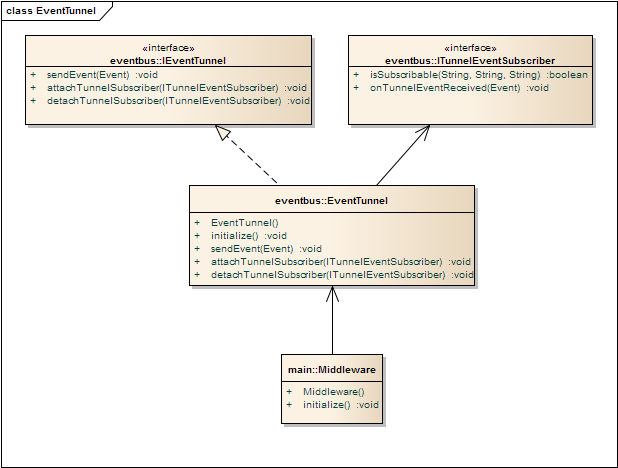 class EventTunnel
«interface»
eventbus::IEventTunnel
+ sendEvent(Event) :void
+ attachTunnelSubscriber(ITunnelEventSubscriber) :void
+ detachTunnelSubscriber(ITunnelEventSubscriber) :void
«interface»
eventbus::ITunnelEventSubscriber
+ isSubscribable(String, String, String) :boolean
+ onTunnelEventReceived(Event) :void
eventbus::EventTunnel
+ EventTunnel()
+ initialize() :void
+ sendEvent(Event) :void
+ attachTunnelSubscriber(ITunnelEventSubscriber) :void
+ detachTunnelSubscriber(ITunnelEventSubscriber) :void
main::Middleware
+ Middleware()
+ initialize() :void